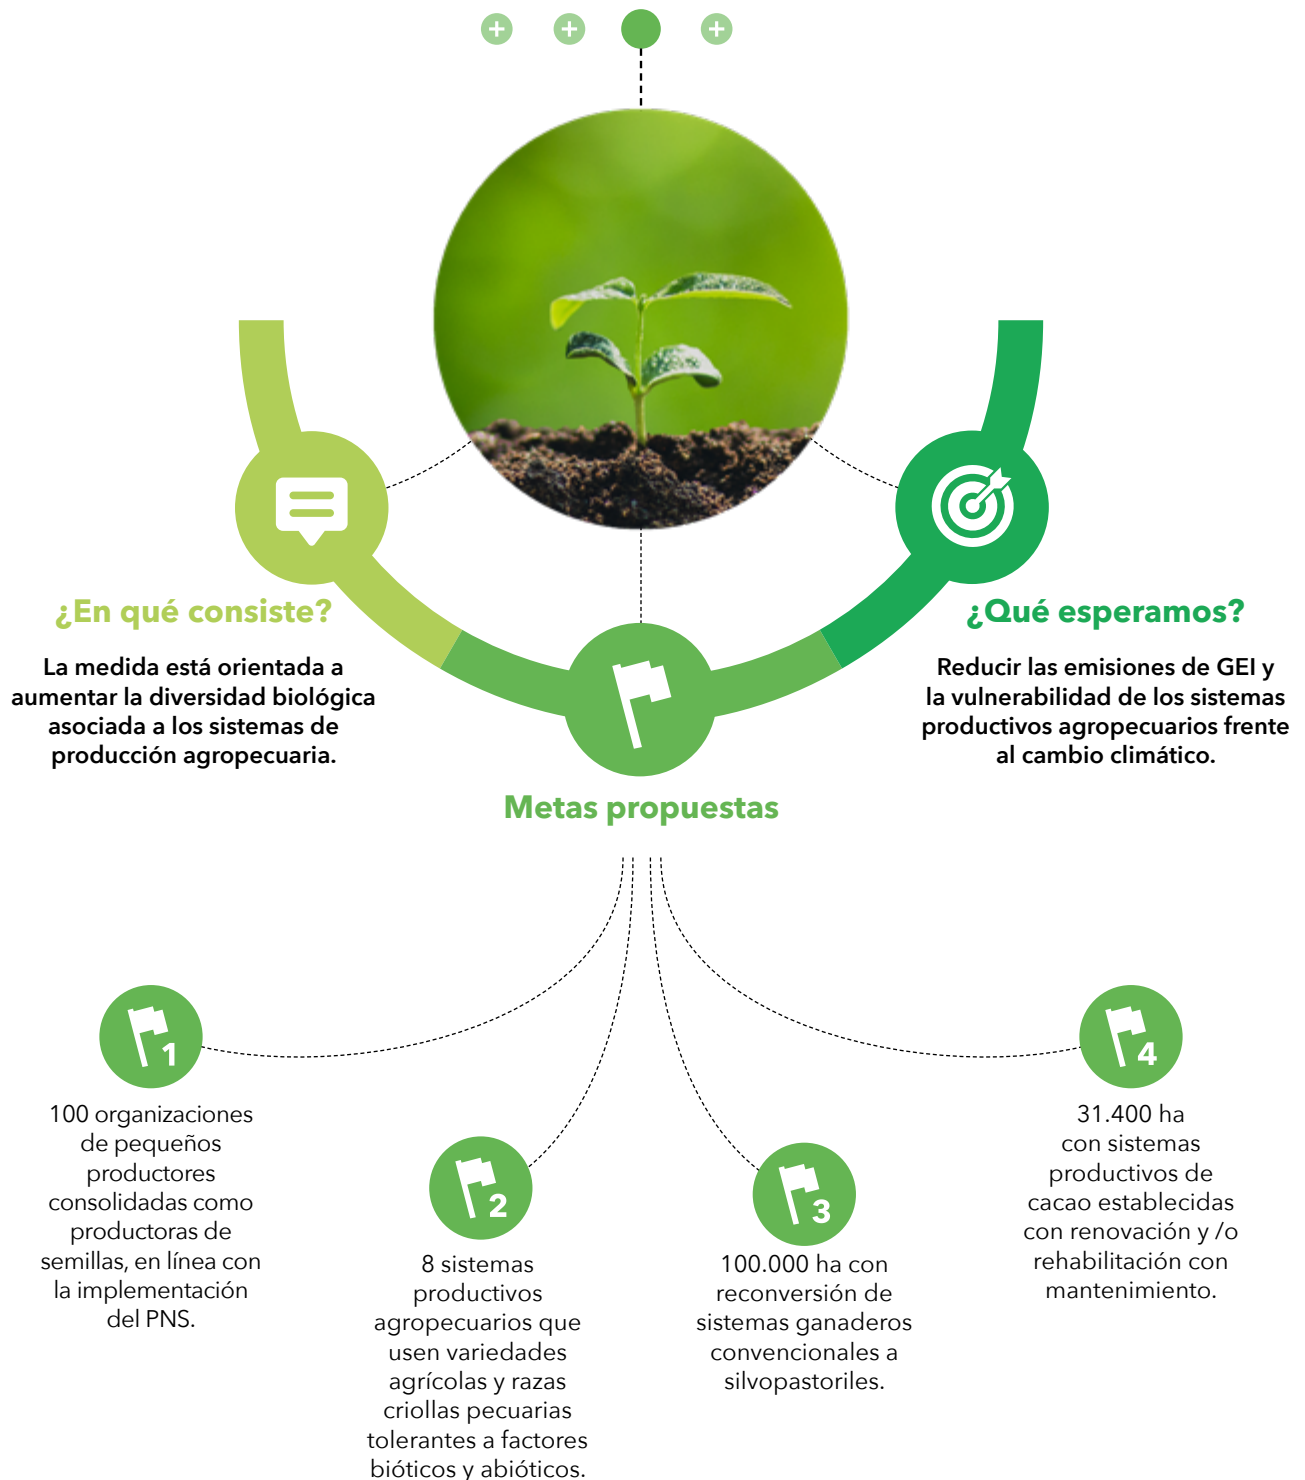 ¿En qué consiste?
La medida está orientada a
aumentar la diversidad biológica
asociada a los sistemas de
producción agropecuaria.
¿Qué esperamos?
Reducir las emisiones de GEI y
la vulnerabilidad de los sistemas
productivos agropecuarios frente
al cambio climático.
Metas propuestas
1
100 organizaciones
de pequeños
productores
consolidadas como
productoras de
semillas, en línea con
la implementación
del PNS.
2
8 sistemas
productivos
agropecuarios que
usen variedades
agrícolas y razas
criollas pecuarias
tolerantes a factores
bióticos y abióticos.
3
100.000 ha con
reconversión de
sistemas ganaderos
convencionales a
silvopastoriles.
4
31.400 ha
con sistemas
productivos de
cacao establecidas
con renovación y /o
rehabilitación con
mantenimiento.